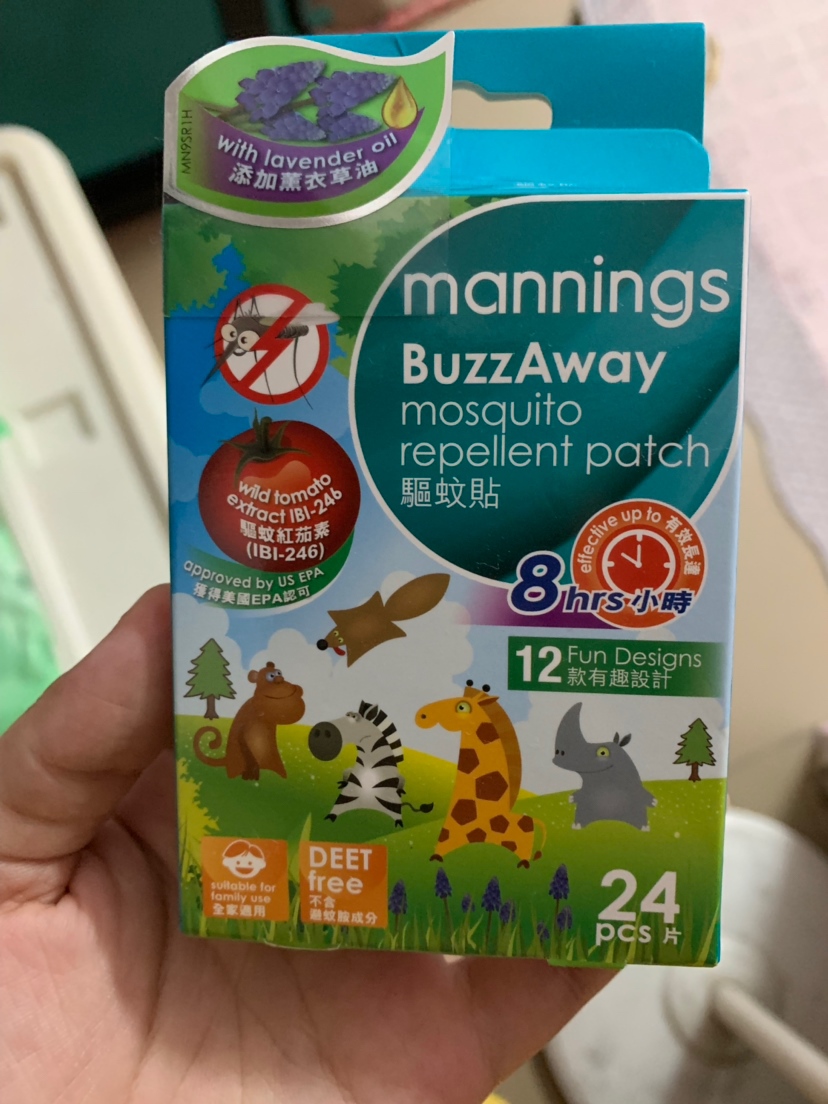 MN9SR1H
with lavender oil
添加薰衣草油
mannings
BuzzAway
mosquito
repellent patch
驅蚊貼
wild tomato
extract IBI-246
驅蚊紅茄素
(IBI-246)
approved by US EPA
獲得美國EPA認可
effective up to 有效長達
8hrs 小時
12 Fun Designs
款有趣設計
suitable for
family use
全家適用
DEET
free
不含
避蚊胺成分
24
pcs 片